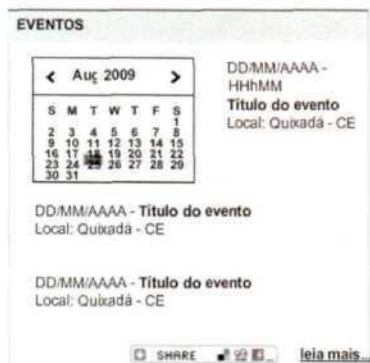 EVENTOS
< Aug 2009 >
S M T W T F S
1
2 3 4 5 6 7 8
9 10 11 12 13 14 15
16 17 18 19 20 21 22
23 24 25 26 27 28 29
30 31
DD/MM/AAAA -
HHhMM
Título do evento
Local: Quixadá - CE
DD/MM/AAAA - Título do evento
Local: Quixadá - CE
DD/MM/AAAA - Título do evento
Local: Quixadá - CE
SHARE
leia mais...